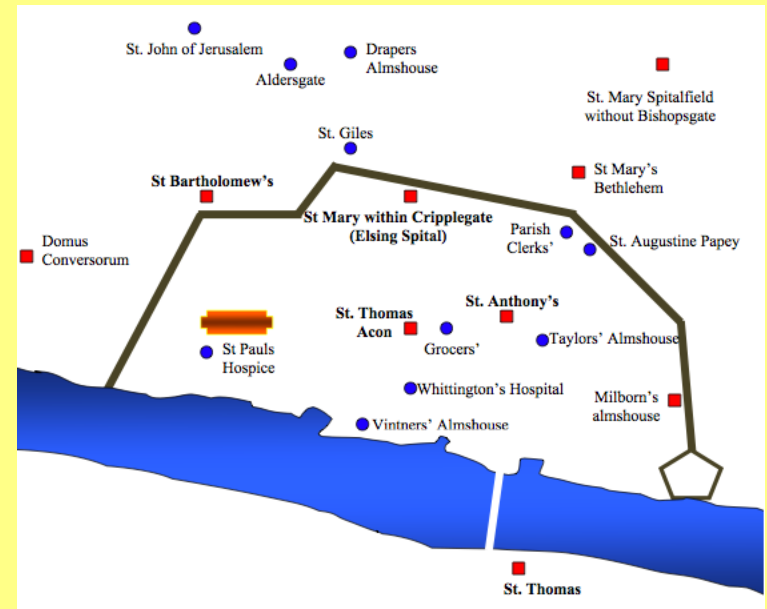 St. John of Jerusalem
Drapers
Almshouse
Aldersgate
St. Mary Spitalfield
without Bishopsgate
St. Giles
St Bartholomew's
St Mary's
Bethlehem
St Mary within Cripplegate
(Elsing Spital)
Parish
Clerks'
St. Augustine Papey
Domus
Conversorum
St. Thomas
Acon
St. Anthony's
Grocers'
Taylors' Almshouse
St Pauls
Hospice
Whittington's Hospital
Milborn's
almshouse
Vintners' Almshouse
St. Thomas